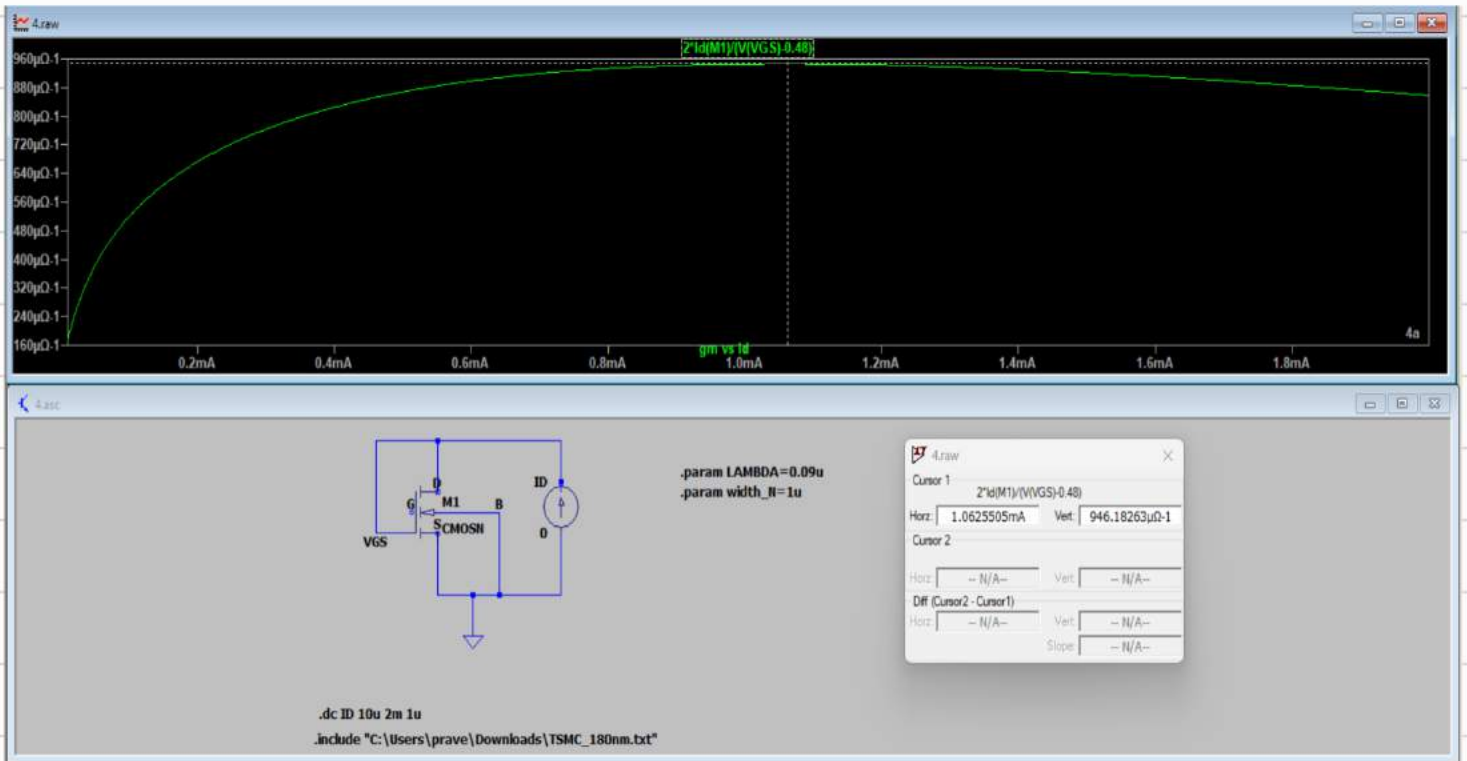 4.raw
2*Id(M1)/(V(VGS)-0.48)
960µΩ-1
880µΩ-1
800µΩ-1
720µΩ-1
640µΩ-1
560µΩ-1
480µΩ-1
400µΩ-1
320µΩ-1
240µΩ-1
160µΩ-1
4a
gm vs Id
0.2mA 0.4mA 0.6mA 0.8mA 1.0mA 1.2mA 1.4mA 1.6mA 1.8mA
4.asc
D
G
M1
B
S
CMOSN
VGS
ID
0
.param LAMBDA=0.09u
.param width_N=1u
4.raw
Cursor 1
2*Id(M1)/(V(VGS)-0.48)
Horz: 1.0625505mA Vert: 946.18263µΩ-1
Cursor 2
Horz: -- N/A-- Vert: -- N/A--
Diff (Cursor2 - Cursor1)
Horz: -- N/A-- Vert: -- N/A--
Slope: -- N/A--
.dc ID 10u 2m 1u
.include "C:\Users\prave\Downloads\TSMC_180nm.txt"